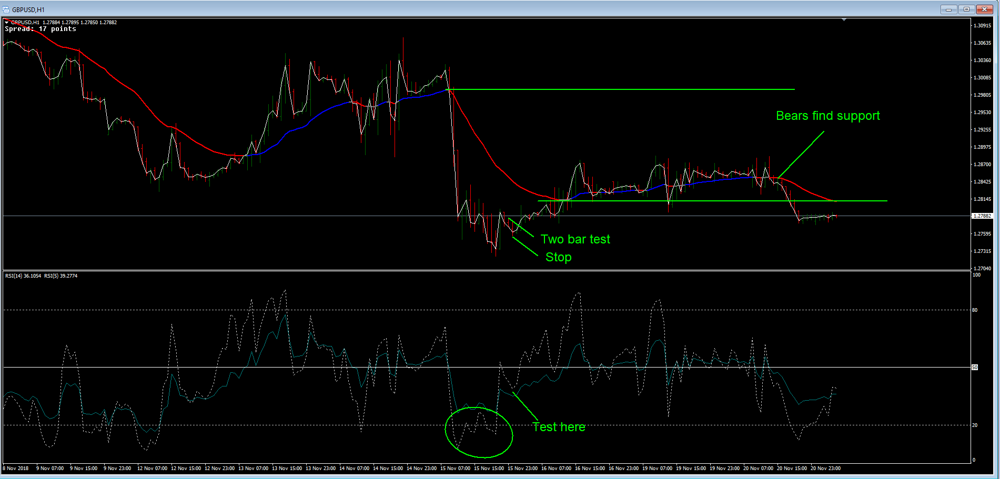 GBPUSD,H1
GBPUSD,H1 1.27884 1.27895 1.27850 1.27882
Spread: 17 points
1.30915
1.30635
1.30360
1.30085
1.29805
1.29530
1.29255
1.28975
1.28700
1.28425
1.28145
1.27882
1.27595
1.27315
1.27040
Bears find support
Two bar test
Stop
RSI(14) 36.1054 RSI(5) 39.2774
100
80
50
20
0
Test here
8 Nov 2018
9 Nov 07:00
9 Nov 15:00
9 Nov 23:00
12 Nov 07:00
12 Nov 15:00
12 Nov 23:00
13 Nov 07:00
13 Nov 15:00
13 Nov 23:00
14 Nov 07:00
14 Nov 15:00
14 Nov 23:00
15 Nov 07:00
15 Nov 15:00
15 Nov 23:00
16 Nov 07:00
16 Nov 15:00
16 Nov 23:00
19 Nov 07:00
19 Nov 15:00
19 Nov 23:00
20 Nov 07:00
20 Nov 15:00
20 Nov 23:00